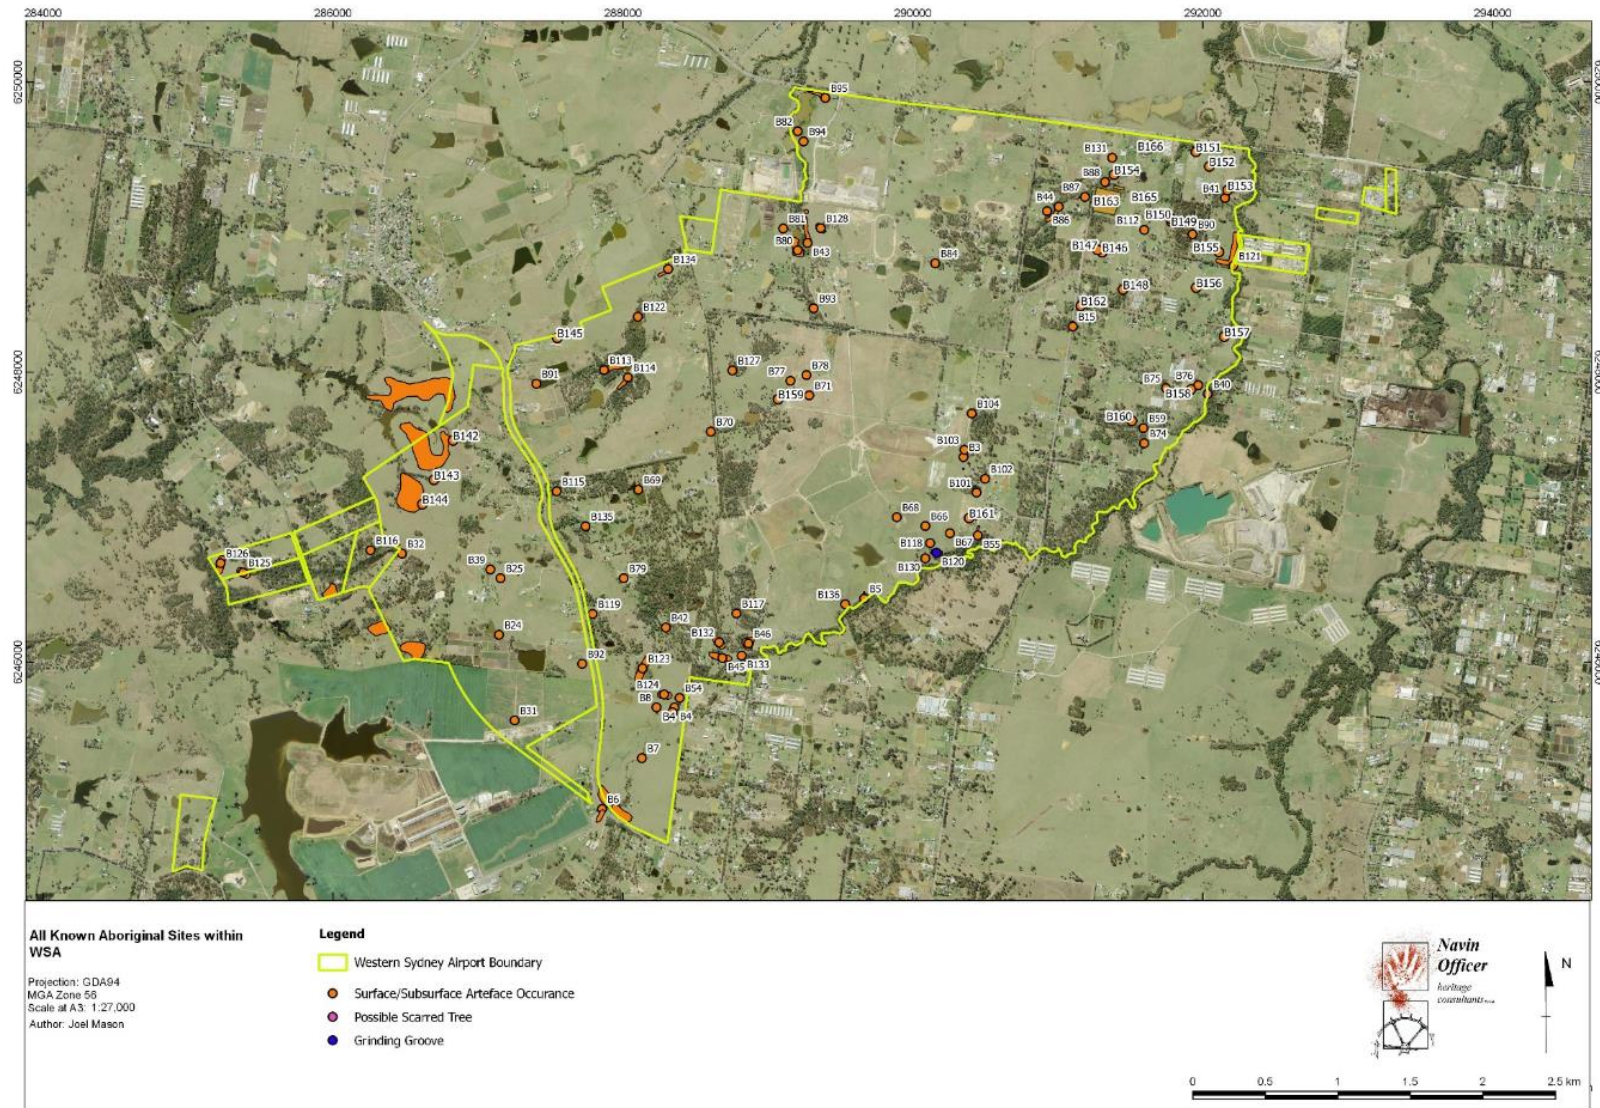 284000 286000 288000 290000 292000 294000
6250000
6250000
B95
B82
B94
B131
B166
B151
B152
B88
B154
B44
B87
B163
B165
B41
B153
B86
B112
B150
B149
B90
B81
B128
B80
B43
B147
B146
B155
B121
B134
B84
B148
B156
B93
B162
B122
B15
B145
B157
6248000
6248000
B113
B114
B127
B78
B77
B91
B71
B159
B75
B76
B40
B158
B104
B160
B59
B70
B74
B142
B103
B3
B143
B102
B144
B115
B69
B101
B68
B66
B161
B135
B67
B55
B118
B116
B32
B126
B125
B130
B120
B39
B25
B79
B136
B5
B119
B117
B42
B24
B132
B46
6246000
6246000
B92
B123
B45
B133
B124
B54
B8
B4
B4
B31
B7
B6
All Known Aboriginal Sites within
WSA
Projection: GDA94
MGA Zone 56
Scale at A3: 1:27,000
Author: Joel Mason
Legend
Western Sydney Airport Boundary
Surface/Subsurface Arteface Occurance
Possible Scarred Tree
Grinding Groove
Navin
Officer
heritage
consultants
N
0 0.5 1 1.5 2 2.5 km